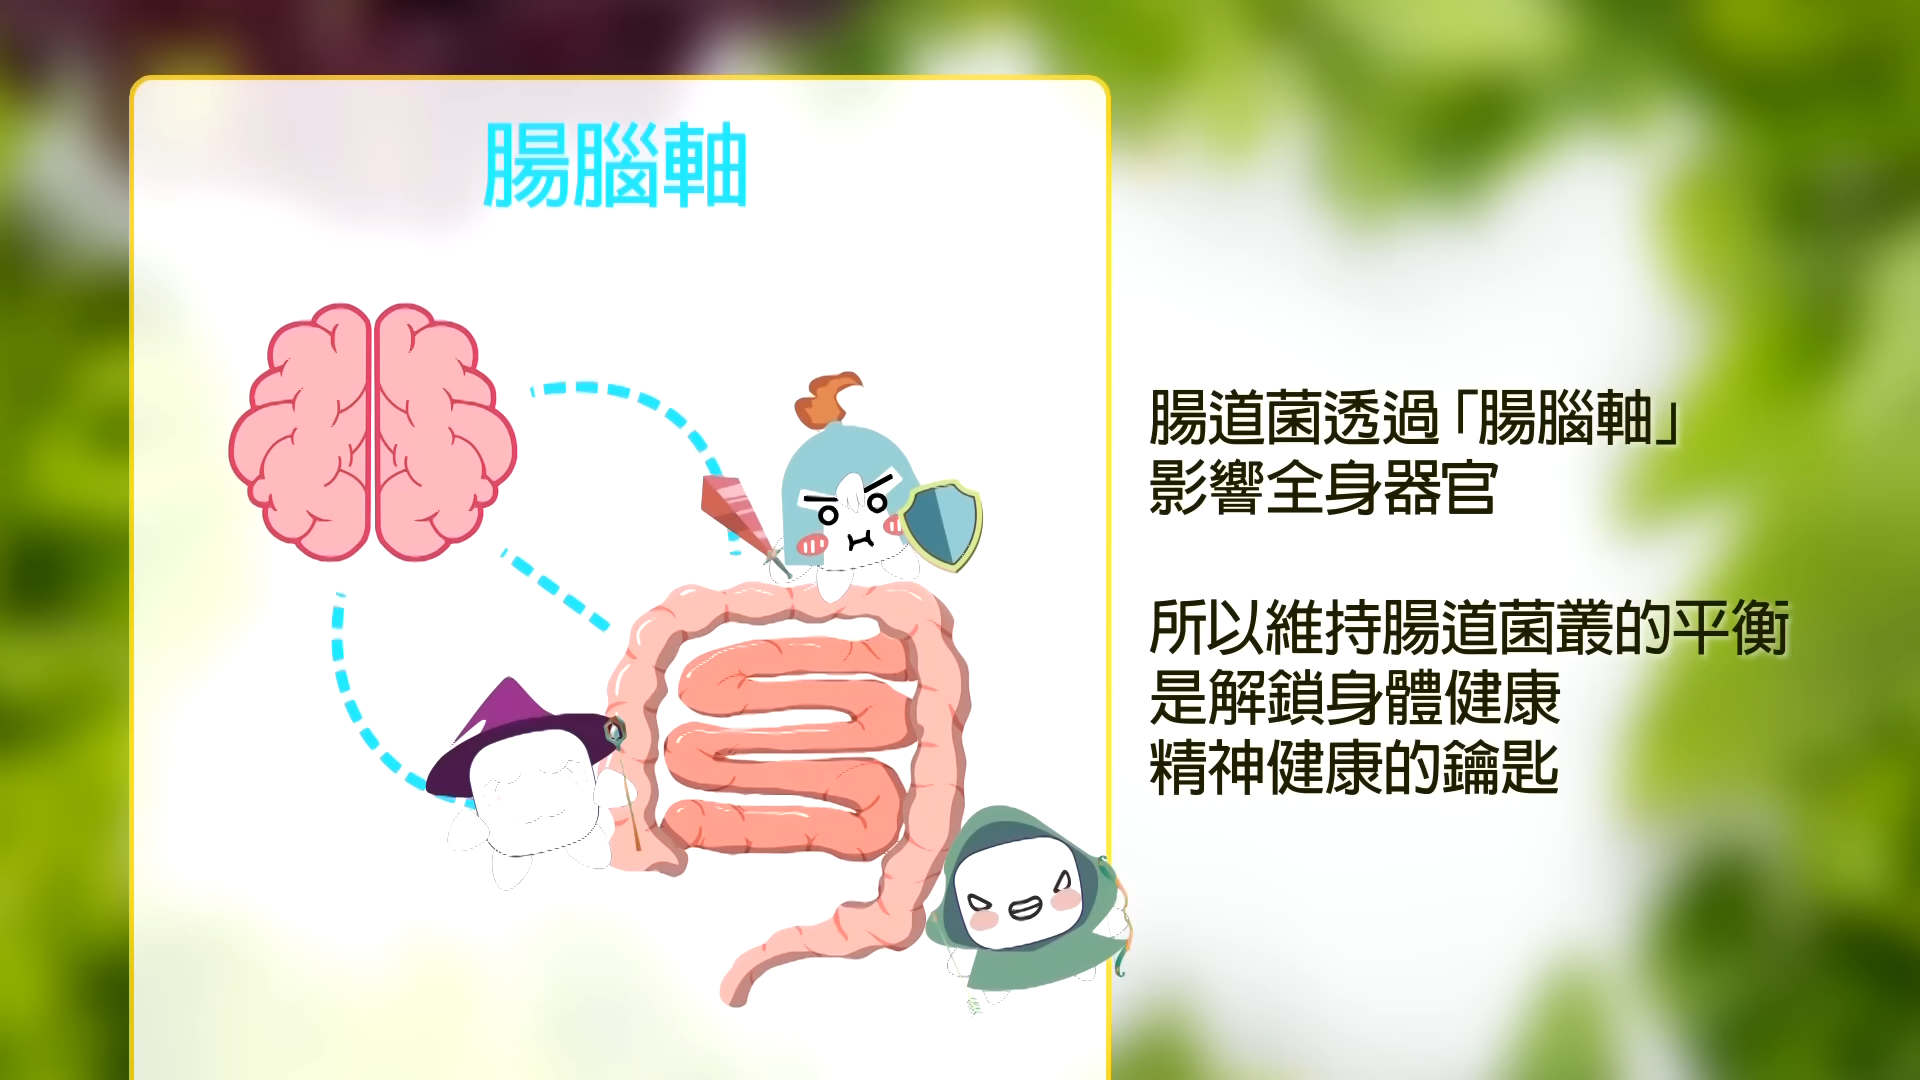 腸腦軸
腸道菌透過「腸腦軸」
影響全身器官
所以維持腸道菌叢的平衡
是解鎖身體健康
精神健康的鑰匙